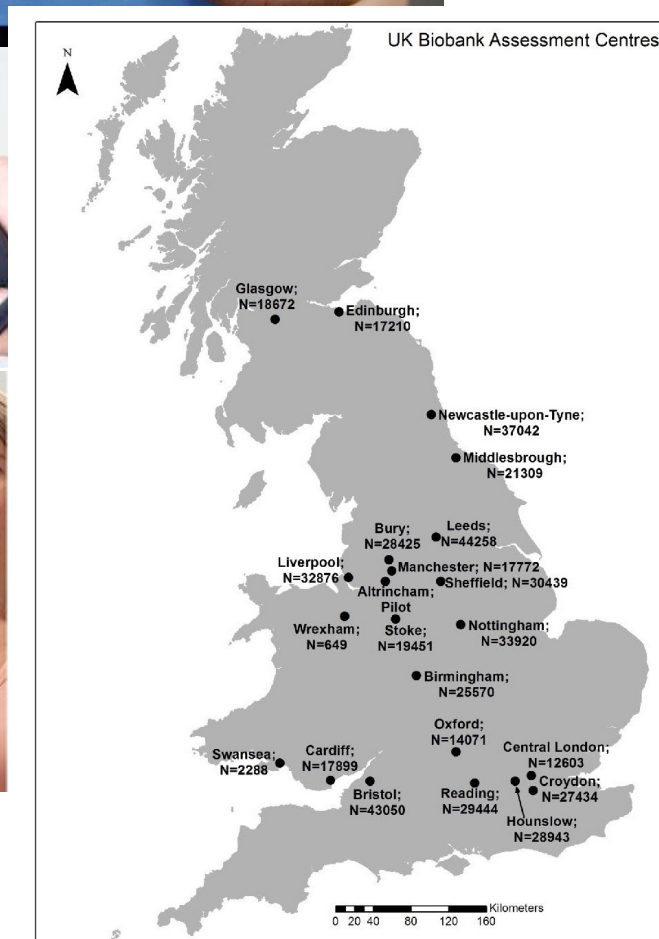 UK Biobank Assessment Centres
N
Glasgow;
N=18672
Edinburgh;
N=17210
Newcastle-upon-Tyne;
N=37042
Middlesbrough;
N=21309
Leeds;
N=44258
Bury;
N=28425
Manchester; N=17772
Liverpool;
N=32876
Sheffield; N=30439
Altrincham;
Pilot
Wrexham;
N=649
Stoke;
N=19451
Nottingham;
N=33920
Birmingham;
N=25570
Oxford;
N=14071
Central London;
N=12603
Swansea;
N=2288
Cardiff;
N=17899
Bristol;
N=43050
Reading;
N=29444
Croydon;
N=27434
Hounslow;
N=28943
Kilometers
0 20 40 80 120 160